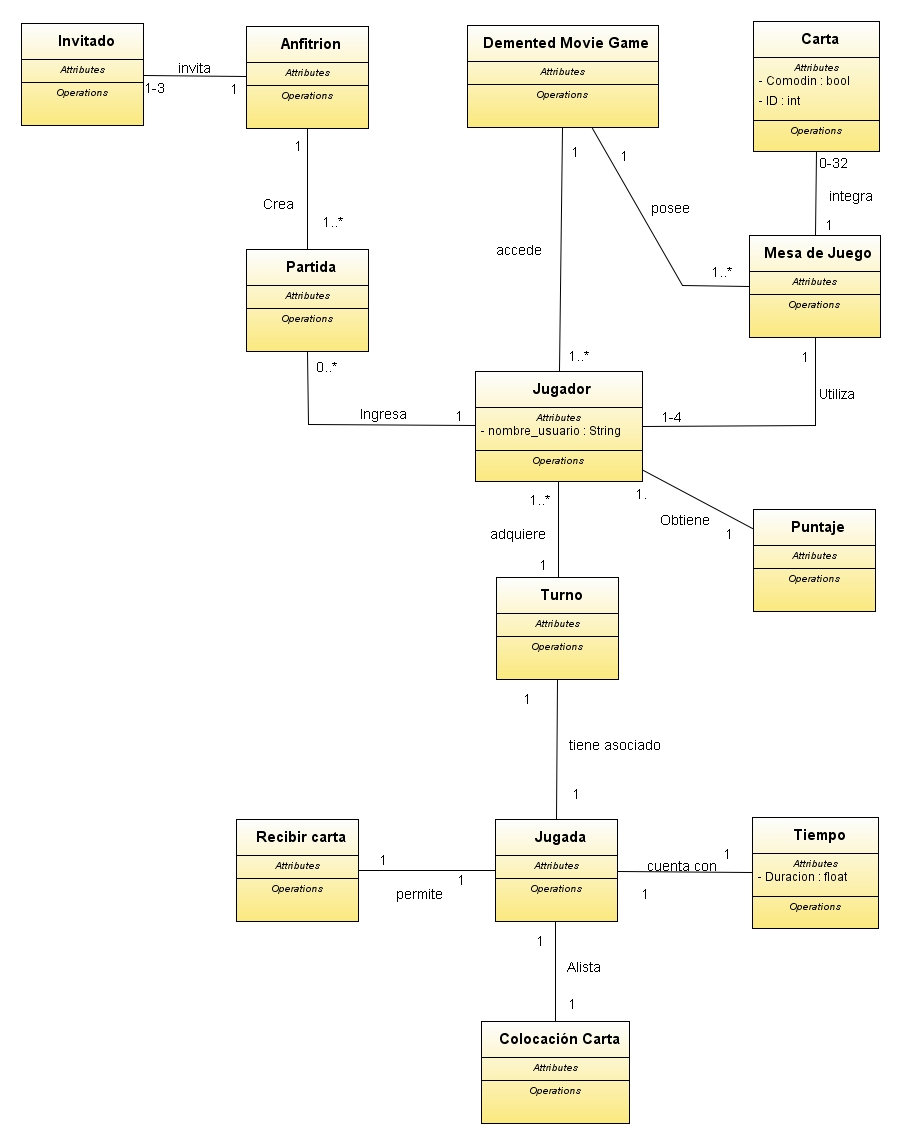 Invitado
Attributes
Operations
invita
1-3
1
Anfitrion
Attributes
Operations
Demented Movie Game
Attributes
Operations
Carta
Attributes
- Comodin : bool
- ID : int
Operations
1
Crea
1..*
1
accede
1..*
1
posee
1..*
0-32
integra
1
Mesa de Juego
Attributes
Operations
Partida
Attributes
Operations
0..*
Ingresa
1
1
Utiliza
1-4
Jugador
Attributes
- nombre_usuario : String
Operations
1..*
adquiere
1
1.
Obtiene
1
Puntaje
Attributes
Operations
Turno
Attributes
Operations
1
tiene asociado
1
Recibir carta
Attributes
Operations
1
permite
1
Jugada
Attributes
Operations
cuenta con
1
1
Tiempo
Attributes
- Duracion : float
Operations
1
Alista
1
Colocación Carta
Attributes
Operations